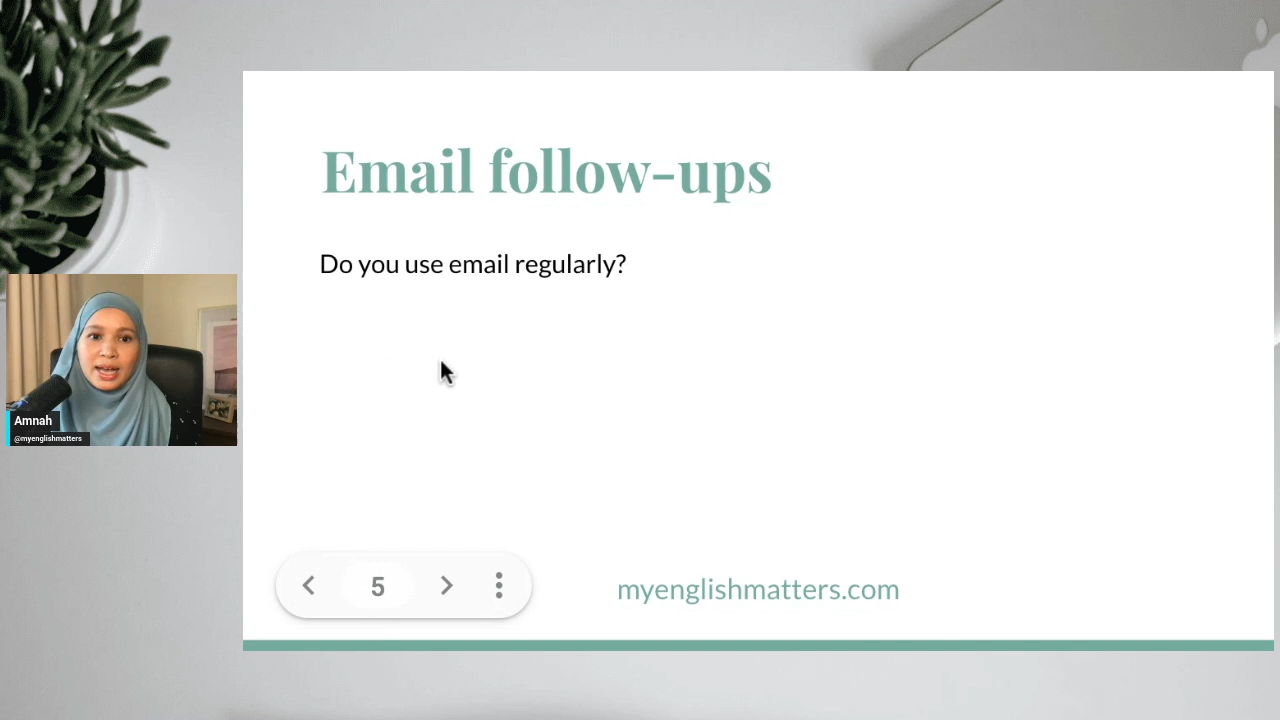 Email follow-ups
Do you use email regularly?
Amnah
@myenglishmatters
5
myenglishmatters.com